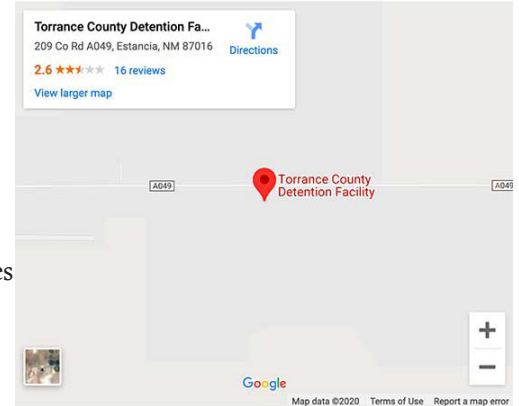 Torrance County Detention Fa...
209 Co Rd A049, Estancia, NM 87016
Directions
2.6
16 reviews
View larger map
A049
Torrance County
Detention Facility
A049
es
+
−
Google
Map data ©2020 Terms of Use Report a map error